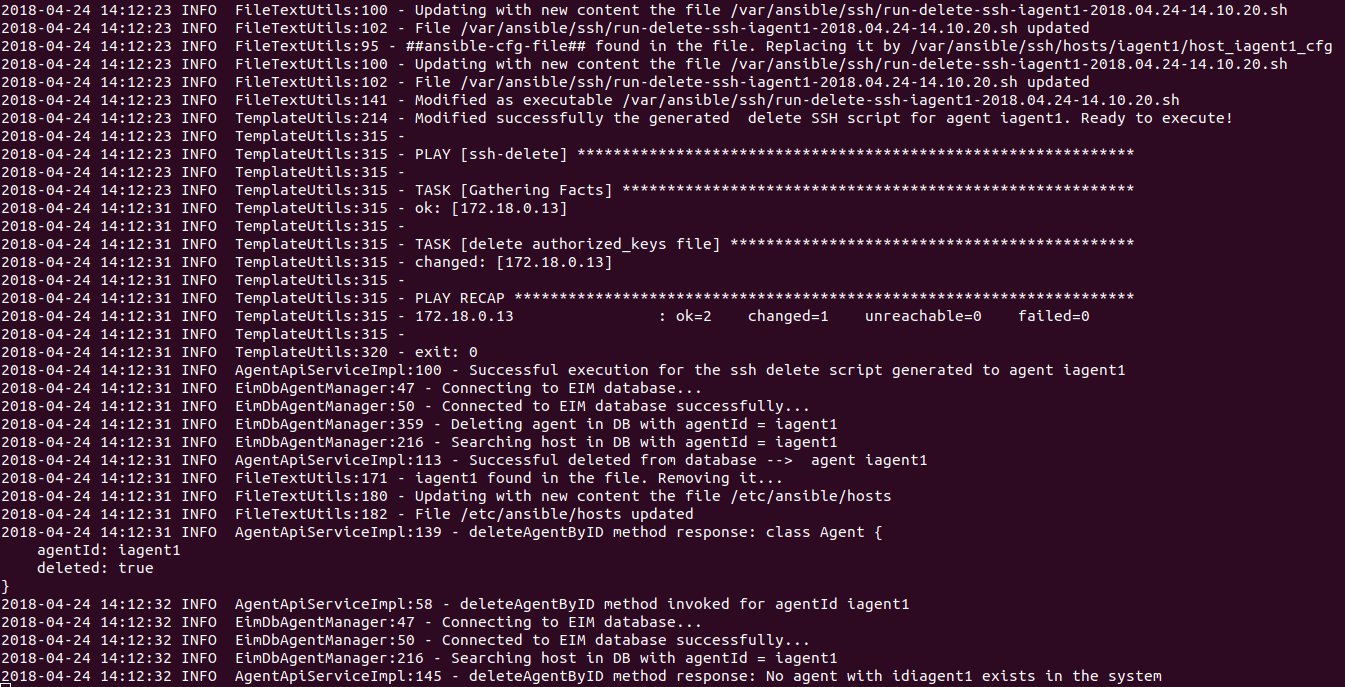 2018-04-24 14:12:23 INFO  FileTextUtils:100 - Updating with new content the file /var/ansible/ssh/run-delete-ssh-iagent1-2018.04.24-14.10.20.sh
2018-04-24 14:12:23 INFO  FileTextUtils:102 - File /var/ansible/ssh/run-delete-ssh-iagent1-2018.04.24-14.10.20.sh updated
2018-04-24 14:12:23 INFO  FileTextUtils:95 - ##ansible-cfg-file## found in the file. Replacing it by /var/ansible/ssh/hosts/iagent1/host_iagent1_cfg
2018-04-24 14:12:23 INFO  FileTextUtils:100 - Updating with new content the file /var/ansible/ssh/run-delete-ssh-iagent1-2018.04.24-14.10.20.sh
2018-04-24 14:12:23 INFO  FileTextUtils:102 - File /var/ansible/ssh/run-delete-ssh-iagent1-2018.04.24-14.10.20.sh updated
2018-04-24 14:12:23 INFO  FileTextUtils:141 - Modified as executable /var/ansible/ssh/run-delete-ssh-iagent1-2018.04.24-14.10.20.sh
2018-04-24 14:12:23 INFO  TemplateUtils:214 - Modified successfully the generated  delete SSH script for agent iagent1. Ready to execute!
2018-04-24 14:12:23 INFO  TemplateUtils:315 -
2018-04-24 14:12:23 INFO  TemplateUtils:315 - PLAY [ssh-delete] **************************************************************
2018-04-24 14:12:23 INFO  TemplateUtils:315 -
2018-04-24 14:12:23 INFO  TemplateUtils:315 - TASK [Gathering Facts] *********************************************************
2018-04-24 14:12:31 INFO  TemplateUtils:315 - ok: [172.18.0.13]
2018-04-24 14:12:31 INFO  TemplateUtils:315 -
2018-04-24 14:12:31 INFO  TemplateUtils:315 - TASK [delete authorized_keys file] *********************************************
2018-04-24 14:12:31 INFO  TemplateUtils:315 - changed: [172.18.0.13]
2018-04-24 14:12:31 INFO  TemplateUtils:315 -
2018-04-24 14:12:31 INFO  TemplateUtils:315 - PLAY RECAP *********************************************************************
2018-04-24 14:12:31 INFO  TemplateUtils:315 - 172.18.0.13                : ok=2    changed=1    unreachable=0    failed=0
2018-04-24 14:12:31 INFO  TemplateUtils:315 -
2018-04-24 14:12:31 INFO  TemplateUtils:320 - exit: 0
2018-04-24 14:12:31 INFO  AgentApiServiceImpl:100 - Successful execution for the ssh delete script generated to agent iagent1
2018-04-24 14:12:31 INFO  EimDbAgentManager:47 - Connecting to EIM database...
2018-04-24 14:12:31 INFO  EimDbAgentManager:50 - Connected to EIM database successfully...
2018-04-24 14:12:31 INFO  EimDbAgentManager:359 - Deleting agent in DB with agentId = iagent1
2018-04-24 14:12:31 INFO  EimDbAgentManager:216 - Searching host in DB with agentId = iagent1
2018-04-24 14:12:31 INFO  AgentApiServiceImpl:113 - Successful deleted from database -->  agent iagent1
2018-04-24 14:12:31 INFO  FileTextUtils:171 - iagent1 found in the file. Removing it...
2018-04-24 14:12:31 INFO  FileTextUtils:180 - Updating with new content the file /etc/ansible/hosts
2018-04-24 14:12:31 INFO  FileTextUtils:182 - File /etc/ansible/hosts updated
2018-04-24 14:12:31 INFO  AgentApiServiceImpl:139 - deleteAgentByID method response: class Agent {
    agentId: iagent1
    deleted: true
}
2018-04-24 14:12:32 INFO  AgentApiServiceImpl:58 - deleteAgentByID method invoked for agentId iagent1
2018-04-24 14:12:32 INFO  EimDbAgentManager:47 - Connecting to EIM database...
2018-04-24 14:12:32 INFO  EimDbAgentManager:50 - Connected to EIM database successfully...
2018-04-24 14:12:32 INFO  EimDbAgentManager:216 - Searching host in DB with agentId = iagent1
2018-04-24 14:12:32 INFO  AgentApiServiceImpl:145 - deleteAgentByID method response: No agent with idiagent1 exists in the system